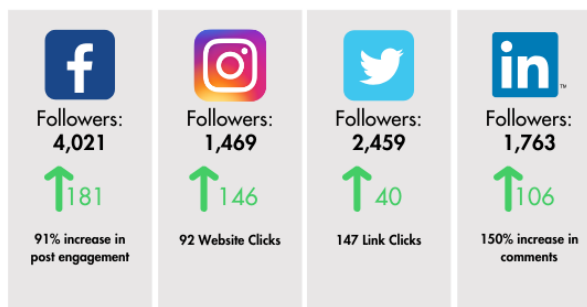 f
Followers:
4,021
181
91% increase in
post engagement
Followers:
1,469
146
92 Website Clicks
Followers:
2,459
40
147 Link Clicks
in
TM
Followers:
1,763
106
150% increase in
comments